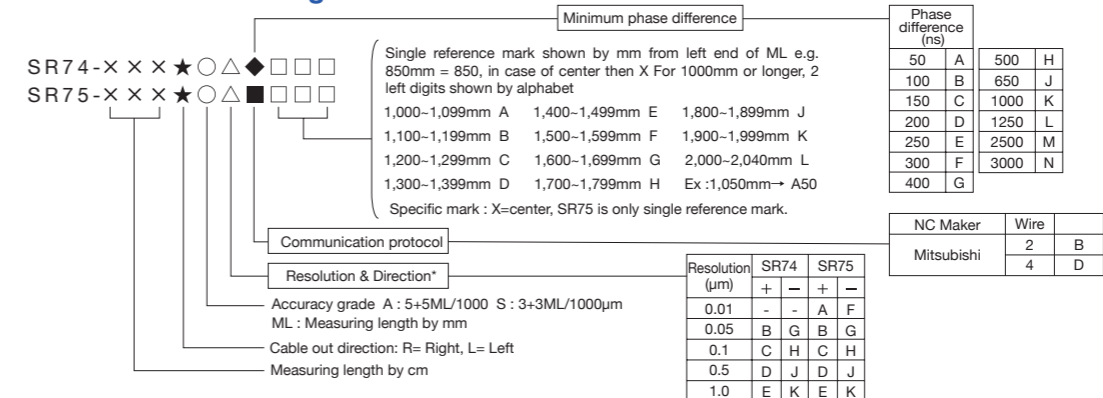 Minimum phase difference
Phase
difference
(ns)
50 A 500 H
100 B 650 J
150 C 1000 K
200 D 1250 L
250 E 2500 M
300 F 3000 N
400 G
SR74-×××★○△◆□□□
SR75-×××★○△■□□□
Single reference mark shown by mm from left end of ML e.g.
850mm = 850, in case of center then X For 1000mm or longer, 2
left digits shown by alphabet
1,000~1,099mm A 1,400~1,499mm E 1,800~1,899mm J
1,100~1,199mm B 1,500~1,599mm F 1,900~1,999mm K
1,200~1,299mm C 1,600~1,699mm G 2,000~2,040mm L
1,300~1,399mm D 1,700~1,799mm H Ex :1,050mm→ A50
Specific mark : X=center, SR75 is only single reference mark.
Communication protocol
NC Maker Wire
Mitsubishi 2 B
4 D
Resolution & Direction*
Resolution SR74 SR75
(μm) + − + −
0.01 - - A F
0.05 B G B G
0.1 C H C H
0.5 D J D J
1.0 E K E K
Accuracy grade A : 5+5ML/1000 S : 3+3ML/1000μm
ML : Measuring length by mm
Cable out direction: R= Right, L= Left
Measuring length by cm